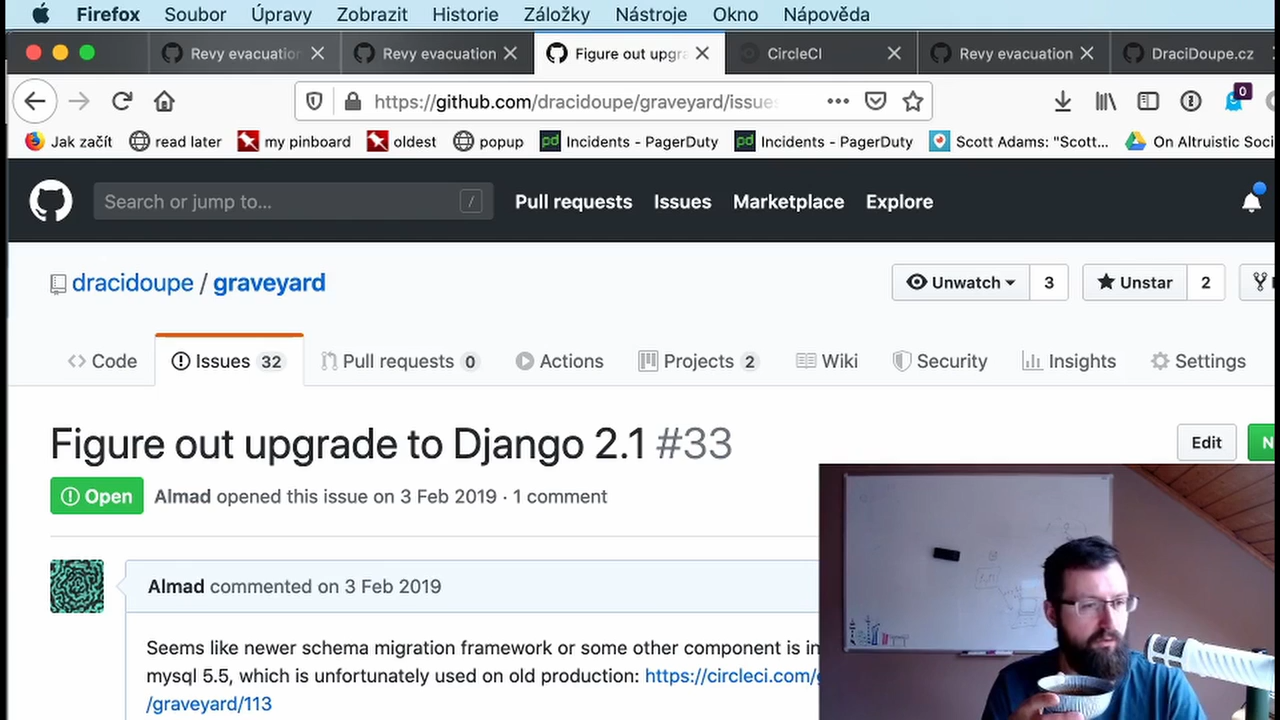 Firefox Soubor Úpravy Zobrazit Historie Záložky Nástroje Okno Nápověda
Revy evacuation Revy evacuation Figure out upgra CircleCI Revy evacuation DraciDoupe.cz
https://github.com/dracidoupe/graveyard/issues 0
Jak začít read later my pinboard oldest popup pd Incidents - PagerDuty pd Incidents - PagerDuty Scott Adams: "Scott... On Altruistic Soci
Search or jump to... / Pull requests Issues Marketplace Explore
dracidoupe / graveyard Unwatch 3 Unstar 2
Code Issues 32 Pull requests 0 Actions Projects 2 Wiki Security Insights Settings
Figure out upgrade to Django 2.1 #33 Edit N
Open Almad opened this issue on 3 Feb 2019 · 1 comment
Almad commented on 3 Feb 2019
Seems like newer schema migration framework or some other component is in
mysql 5.5, which is unfortunately used on old production: https://circleci.com/g
/graveyard/113